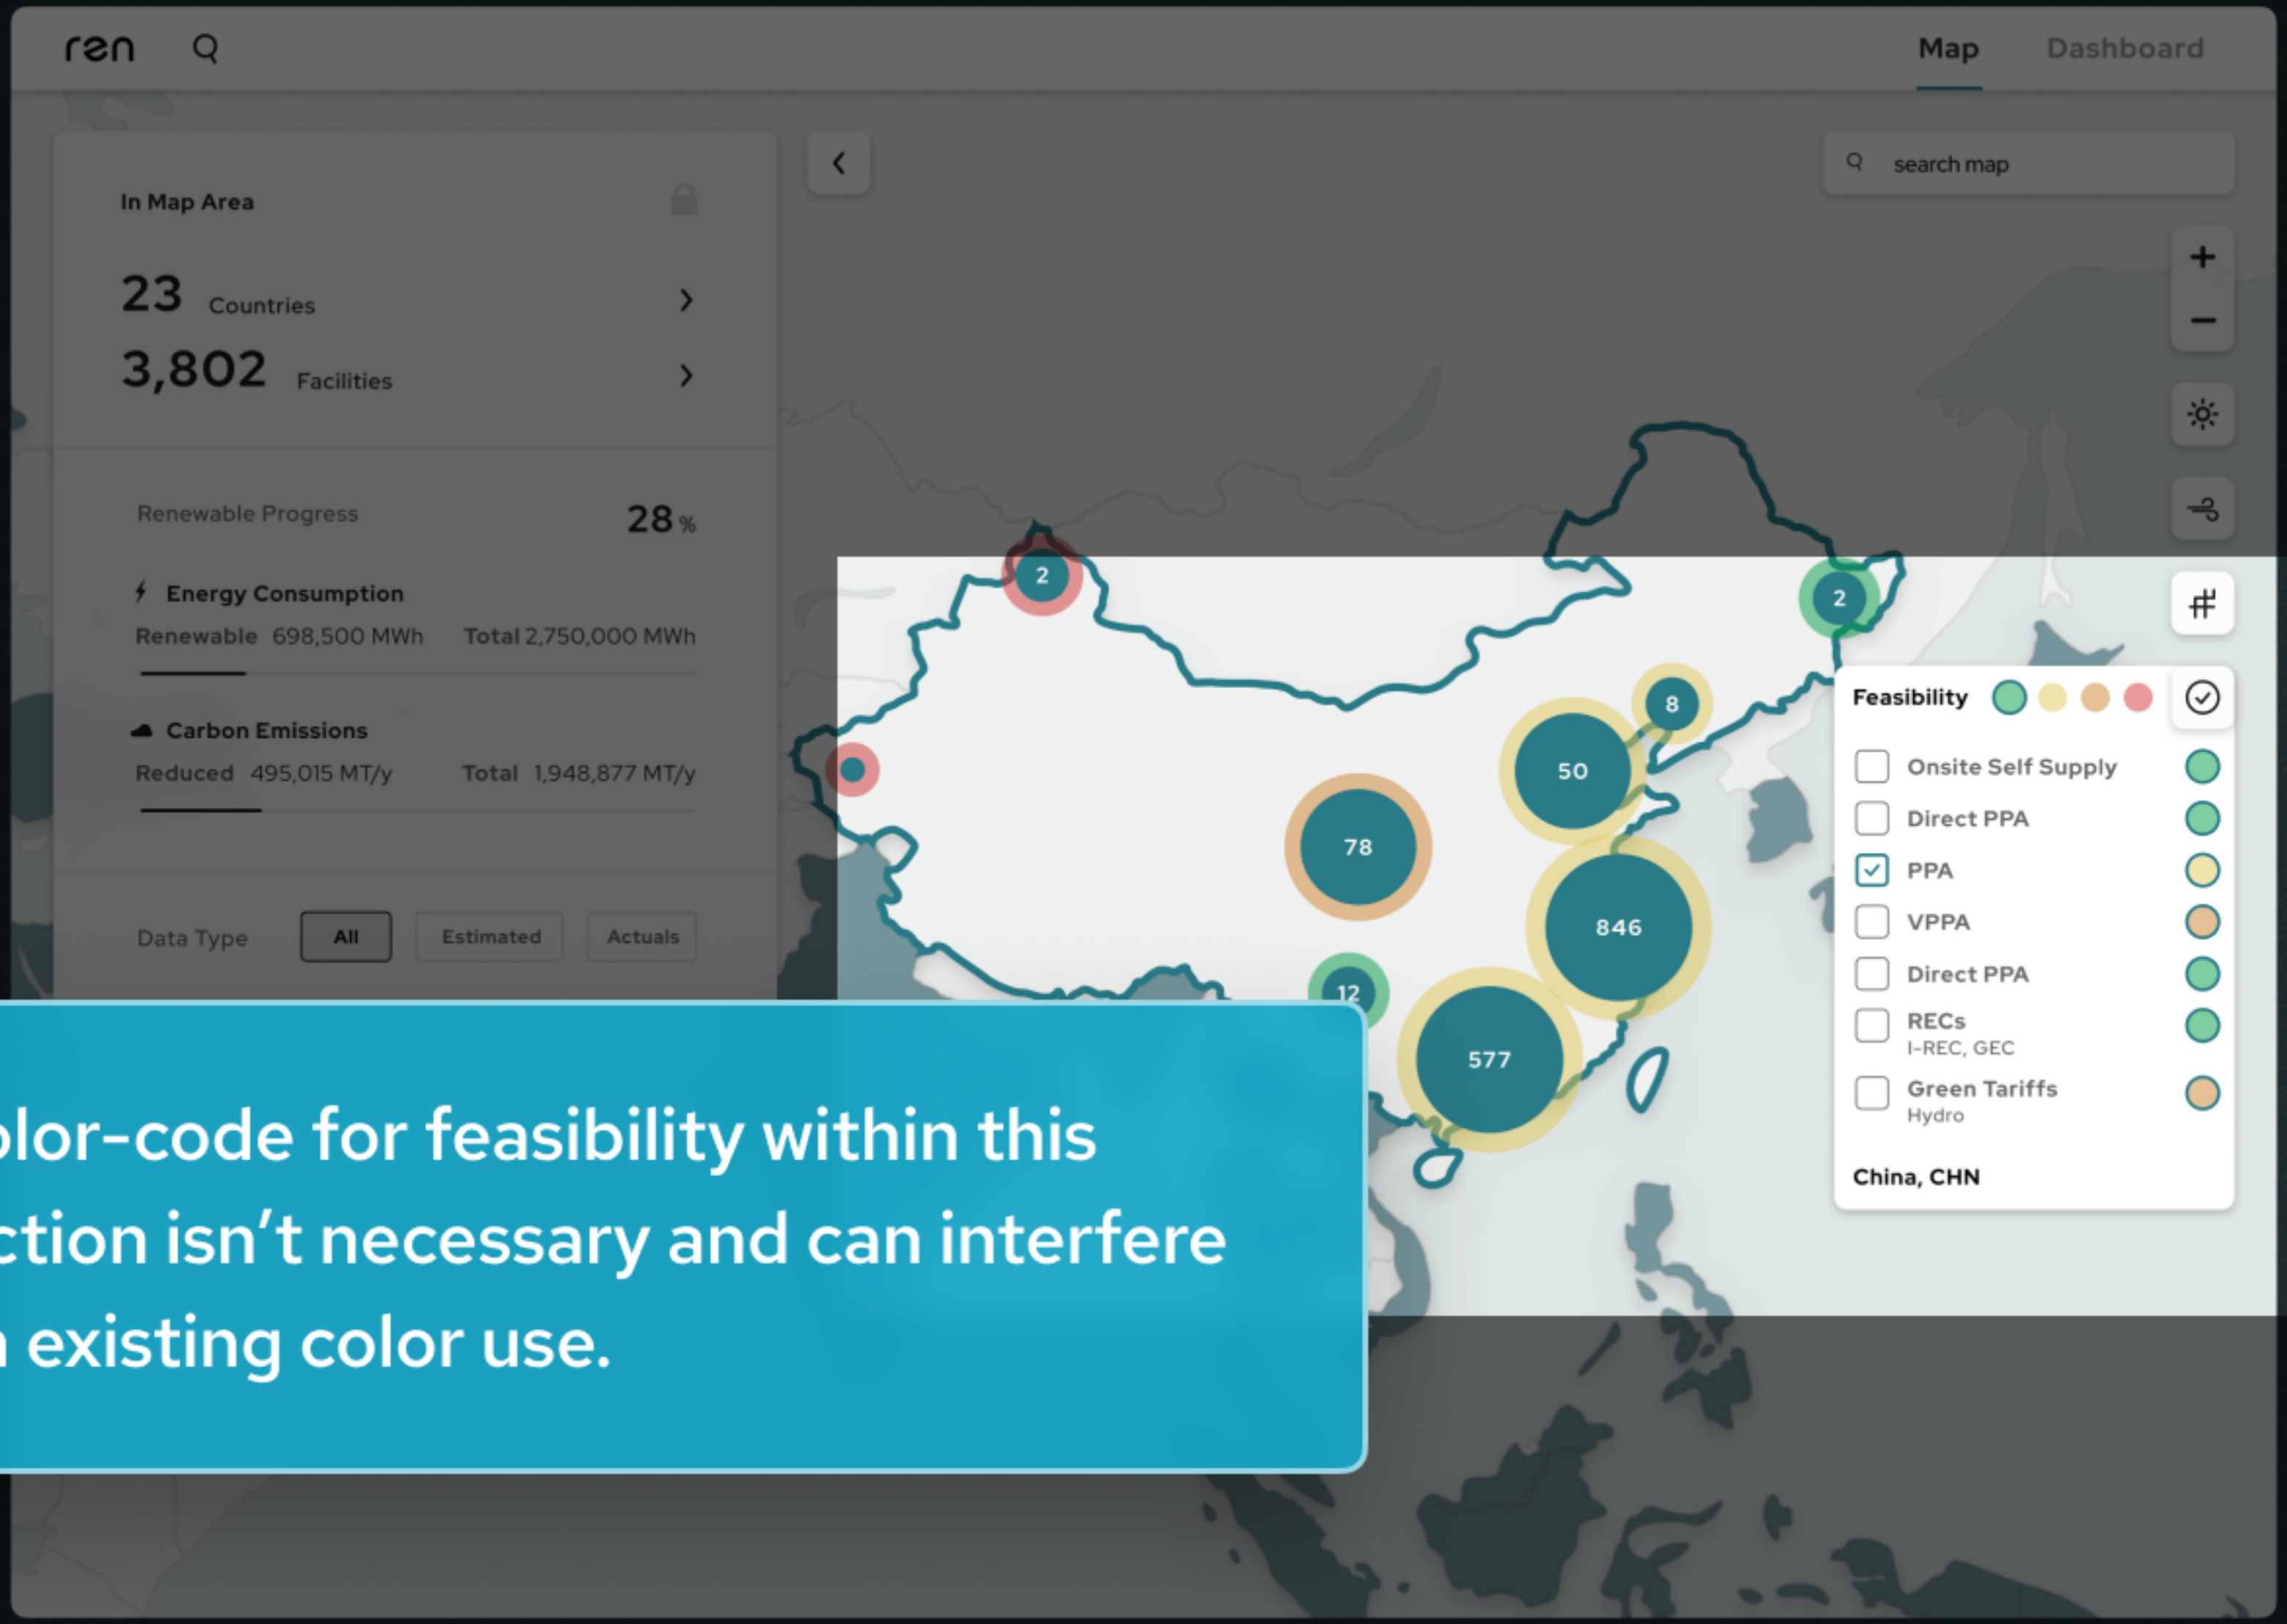 ren
Map
Dashboard
In Map Area
search map
23 Countries
3,802 Facilities
Renewable Progress 28 %
Energy Consumption
Renewable 698,500 MWh Total 2,750,000 MWh
Carbon Emissions
Reduced 495,015 MT/y Total 1,948,877 MT/y
Data Type All Estimated Actuals
2
2
8
50
78
846
12
577
Feasibility
Onsite Self Supply
Direct PPA
PPA
VPPA
Direct PPA
RECs
I-REC, GEC
Green Tariffs
Hydro
China, CHN
olor-code for feasibility within this
ction isn’t necessary and can interfere
existing color use.